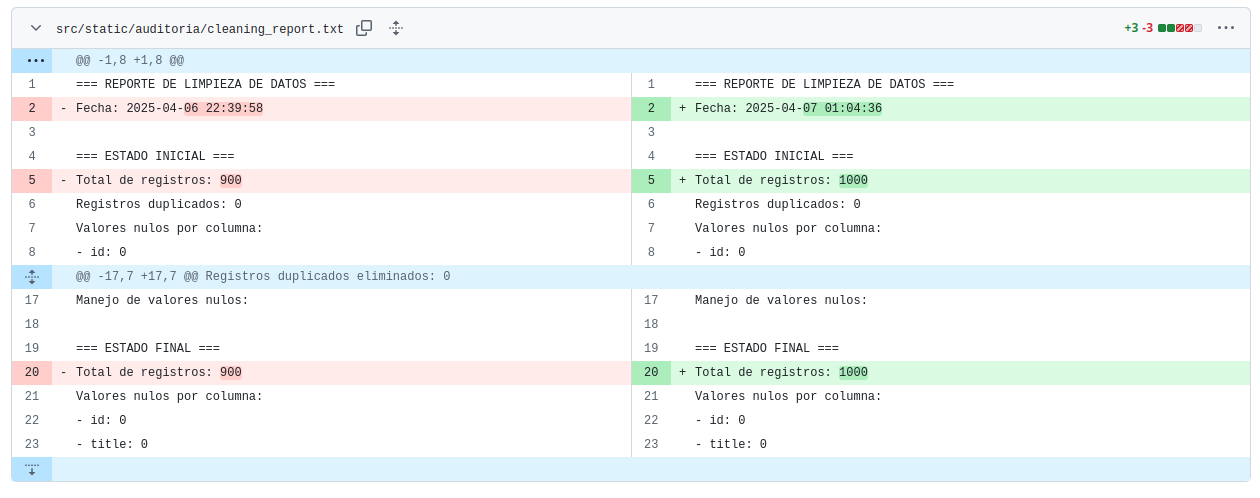 src/static/auditoria/cleaning_report.txt +3 -3
@@ -1,8 +1,8 @@
1 === REPORTE DE LIMPIEZA DE DATOS === 1 === REPORTE DE LIMPIEZA DE DATOS ===
2 - Fecha: 2025-04-06 22:39:58 2 + Fecha: 2025-04-07 01:04:36
3 3
4 === ESTADO INICIAL === 4 === ESTADO INICIAL ===
5 - Total de registros: 900 5 + Total de registros: 1000
6 Registros duplicados: 0 6 Registros duplicados: 0
7 Valores nulos por columna: 7 Valores nulos por columna:
8 - id: 0 8 - id: 0
@@ -17,7 +17,7 @@ Registros duplicados eliminados: 0
17 Manejo de valores nulos: 17 Manejo de valores nulos:
18 18
19 === ESTADO FINAL === 19 === ESTADO FINAL ===
20 - Total de registros: 900 20 + Total de registros: 1000
21 Valores nulos por columna: 21 Valores nulos por columna:
22 - id: 0 22 - id: 0
23 - title: 0 23 - title: 0